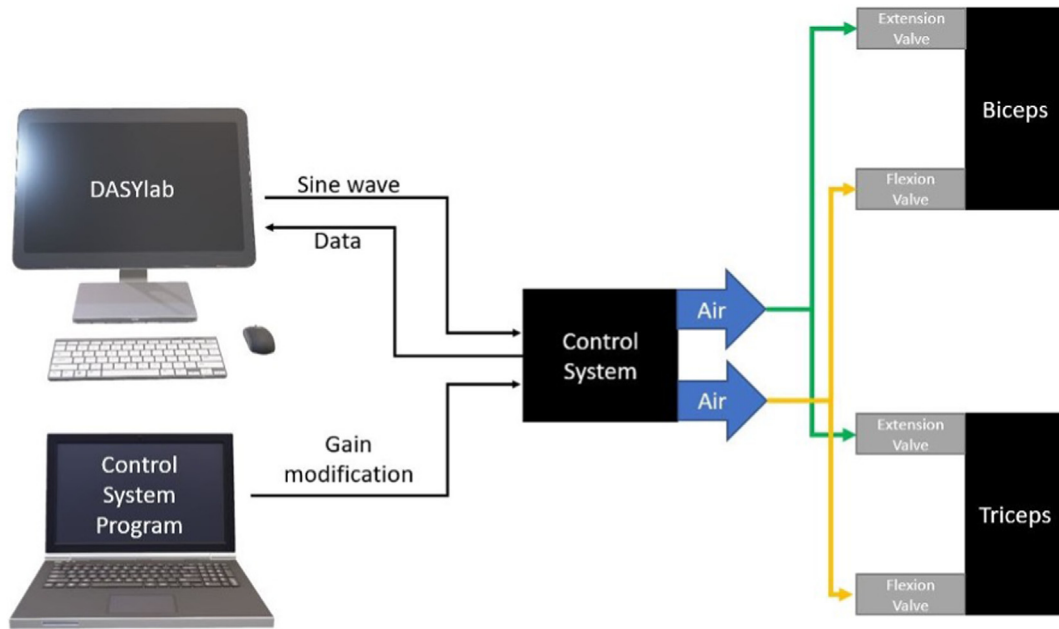 DASYlab
Sine wave
Data
Control
System
Program
Gain
modification
Control
System
Air
Air
Extension
Valve
Biceps
Flexion
Valve
Extension
Valve
Triceps
Flexion
Valve